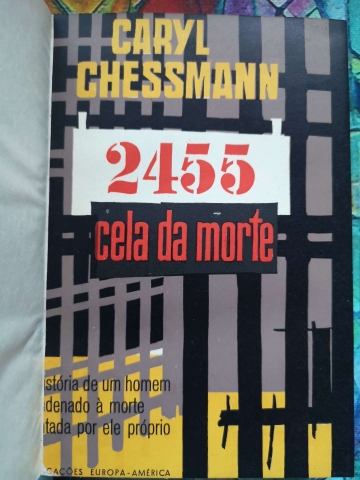 CARYL
CHESSMANN
2455
cela da morte
stória de um homem
denado à morte
tada por ele próprio
CAÇÕES EUROPA-AMÉRICA